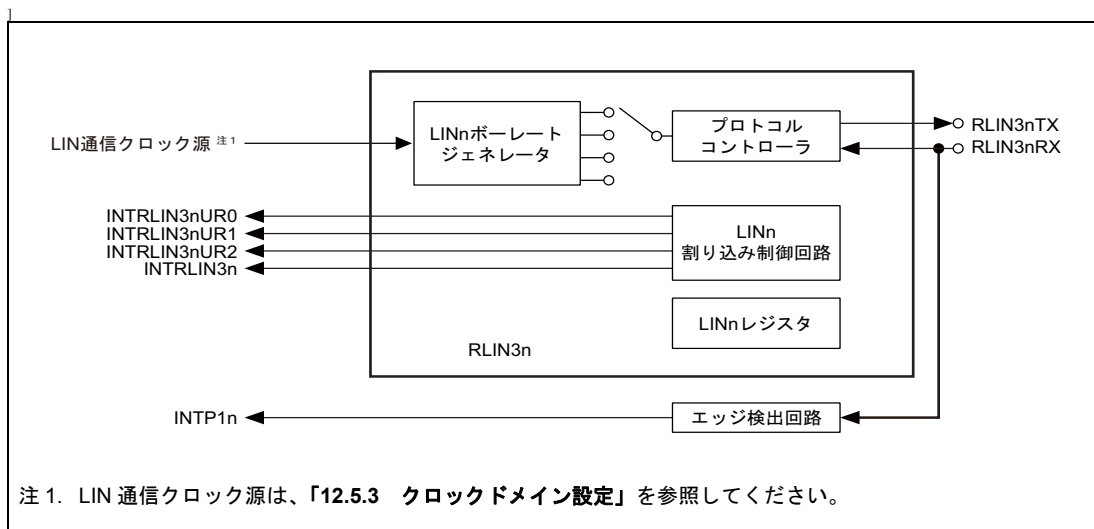 ]
LINnボーレート
ジェネレータ
プロトコル
コントローラ
RLIN3nTX
RLIN3nRX
LIN通信クロック源 注1
INTRLIN3nUR0
INTRLIN3nUR1
INTRLIN3nUR2
INTRLIN3n
LINn
割り込み制御回路
LINnレジスタ
RLIN3n
INTP1n
エッジ検出回路
注 1. LIN 通信クロック源は、「12.5.3 クロックドメイン設定」を参照してください。